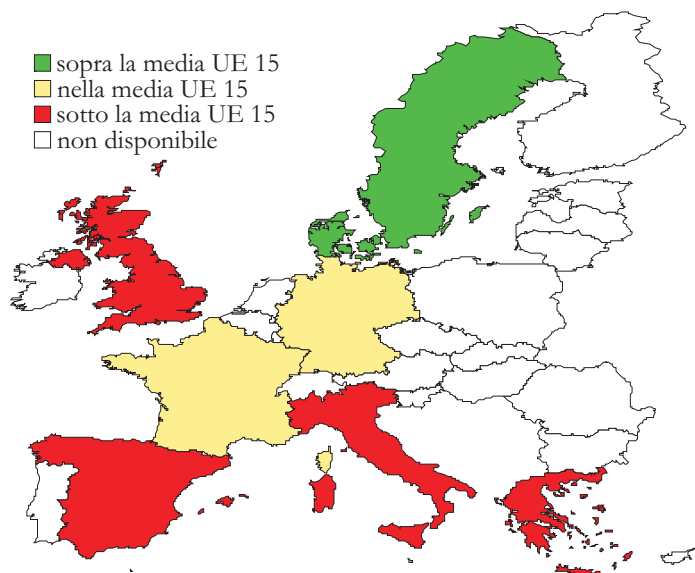 sopra la media UE 15
nella media UE 15
sotto la media UE 15
non disponibile